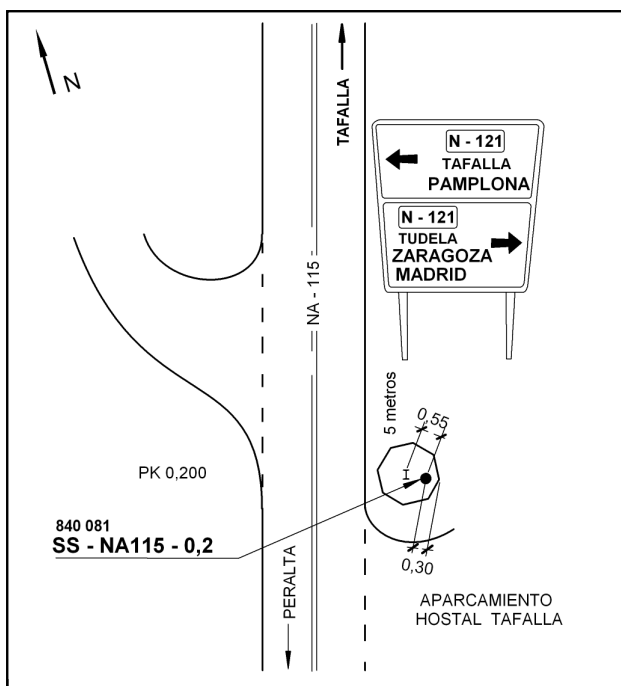 N
TAFALLA
N - 121
TAFALLA
PAMPLONA
N - 121
TUDELA
ZARAGOZA
MADRID
NA - 115
5 metros
0,55
I
PK 0,200
840 081
SS - NA115 - 0,2
0,30
PERALTA
APARCAMIENTO
HOSTAL TAFALLA